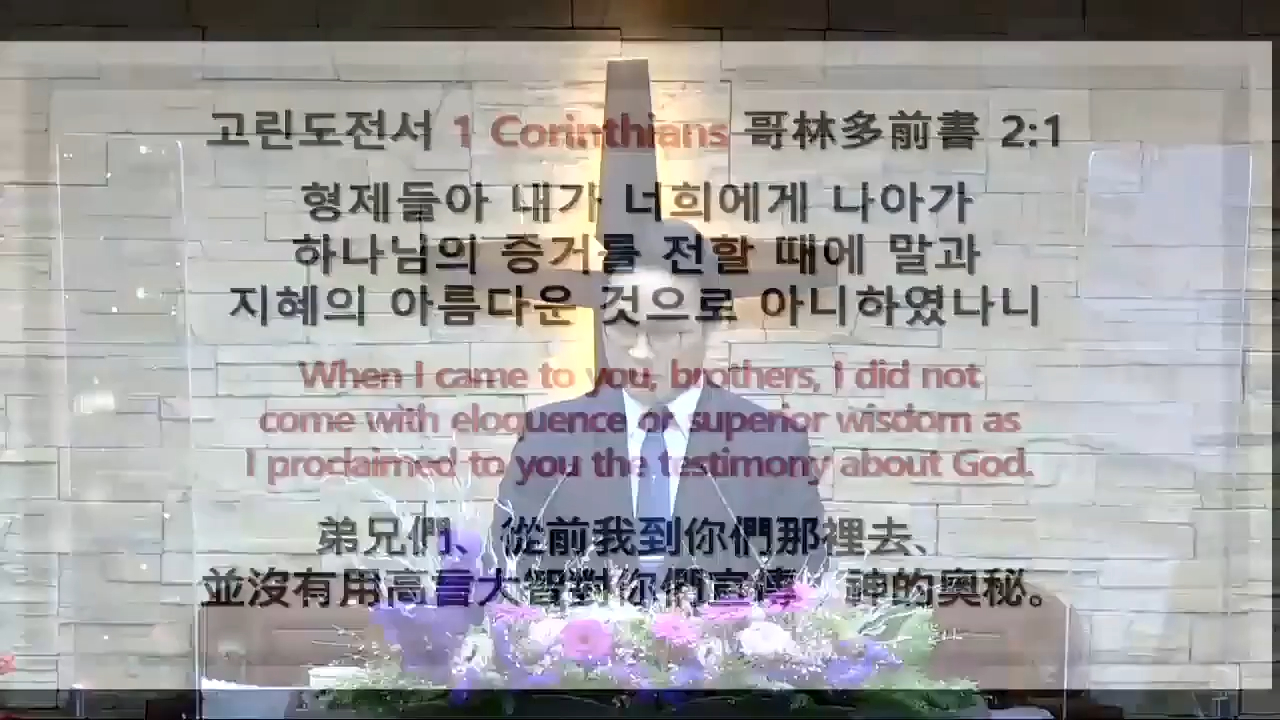 고린도전서 1 Corinthians 哥林多前書 2:1
형제들아 내가 너희에게 나아가
하나님의 증거를 전할 때에 말과
지혜의 아름다운 것으로 아니하였나니
When I came to you, brothers, I did not
come with eloquence or superior wisdom as
I proclaimed to you the testimony about God.
弟兄們、從前我到你們那裡去、
並沒有用高言大智對你們宣傳 神的奧秘。